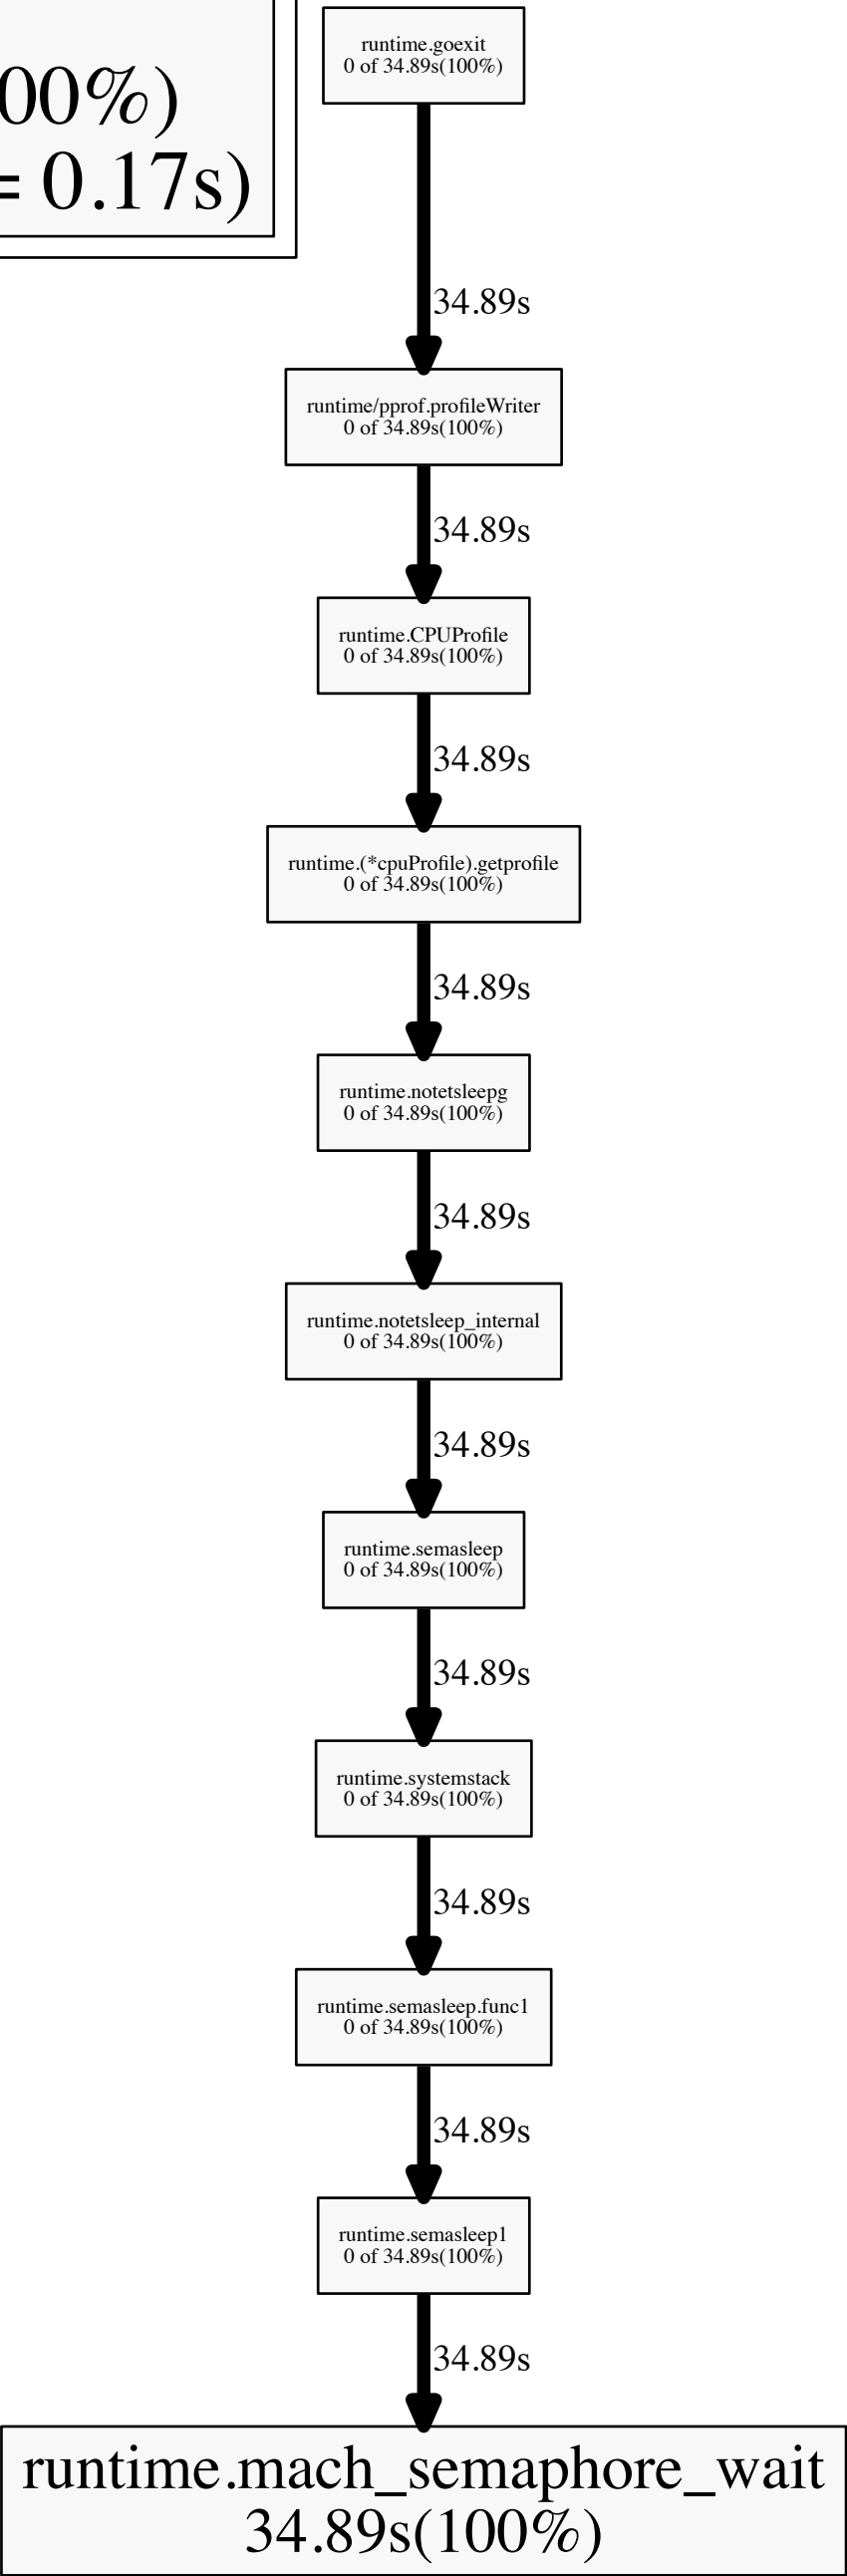 00%)
= 0.17s)
runtime.goexit
0 of 34.89s(100%)
34.89s
runtime/pprof.profileWriter
0 of 34.89s(100%)
34.89s
runtime.CPUProfile
0 of 34.89s(100%)
34.89s
runtime.(*cpuProfile).getprofile
0 of 34.89s(100%)
34.89s
runtime.notetsleepg
0 of 34.89s(100%)
34.89s
runtime.notetsleep_internal
0 of 34.89s(100%)
34.89s
runtime.semasleep
0 of 34.89s(100%)
34.89s
runtime.systemstack
0 of 34.89s(100%)
34.89s
runtime.semasleep.func1
0 of 34.89s(100%)
34.89s
runtime.semasleep1
0 of 34.89s(100%)
34.89s
runtime.mach_semaphore_wait
34.89s(100%)